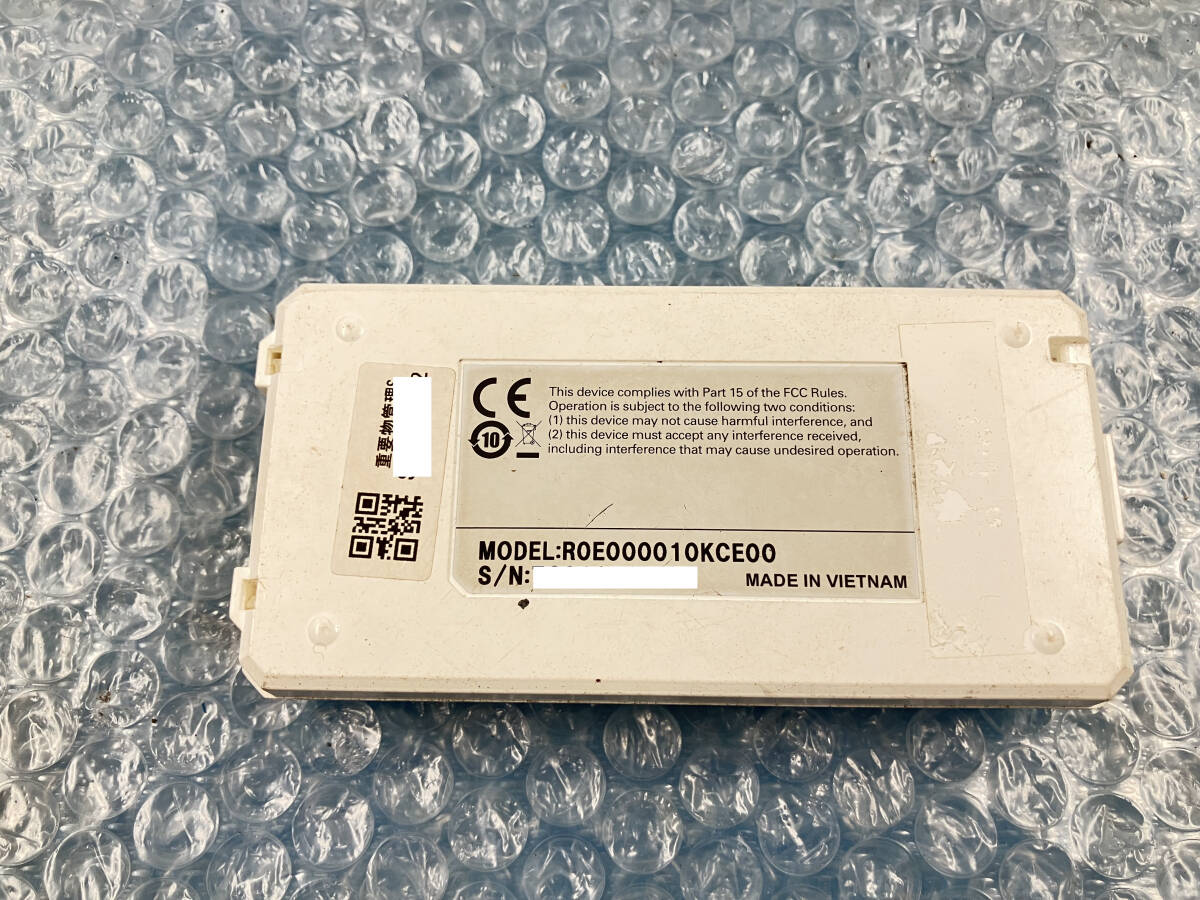 重要物管理
CE
This device complies with Part 15 of the FCC Rules.
Operation is subject to the following two conditions:
(1) this device may not cause harmful interference, and
(2) this device must accept any interference received,
including interference that may cause undesired operation.
10
MODEL:R0E000010KCE00
S/N:
MADE IN VIETNAM